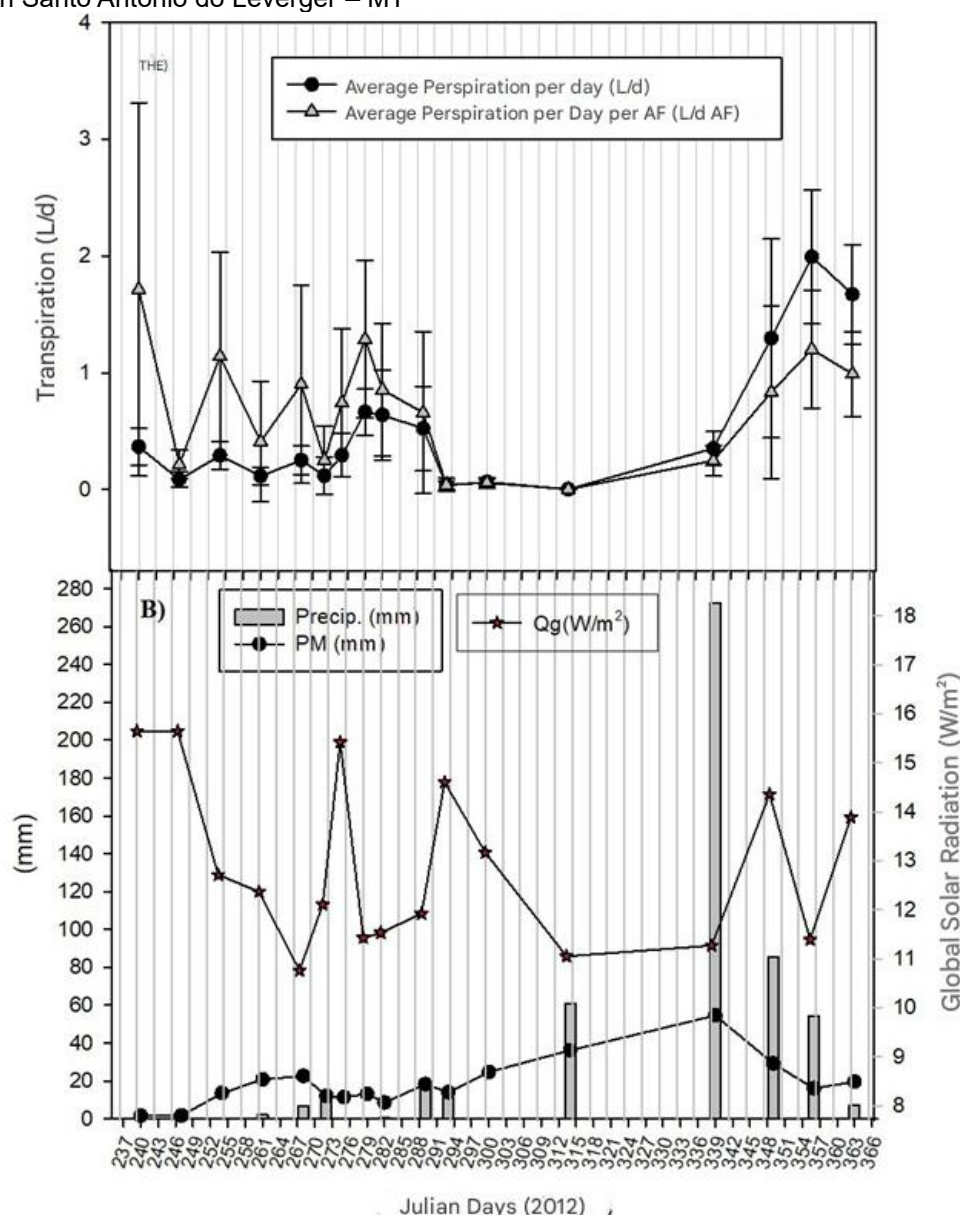 n Santo Antônio do Leverger – MT
4
THE)
Average Perspiration per day (L/d)
Average Perspiration per Day per AF (L/d AF)
3
2
1
0
Transpiration (L/d)
B)
Precip. (mm)
PM (mm)
Qg(W/m²)
280
260
240
220
200
180
160
140
120
100
80
60
40
20
0
(mm)
18
17
16
15
14
13
12
11
10
9
8
Global Solar Radiation (W/m²)
237 240 243 246 249 252 255 258 261 264 267 270 273 276 279 282 285 288 291 294 297 300 303 306 309 312 315 318 321 324 327 330 333 336 339 342 345 348 351 354 357 360 363 366
Julian Days (2012)